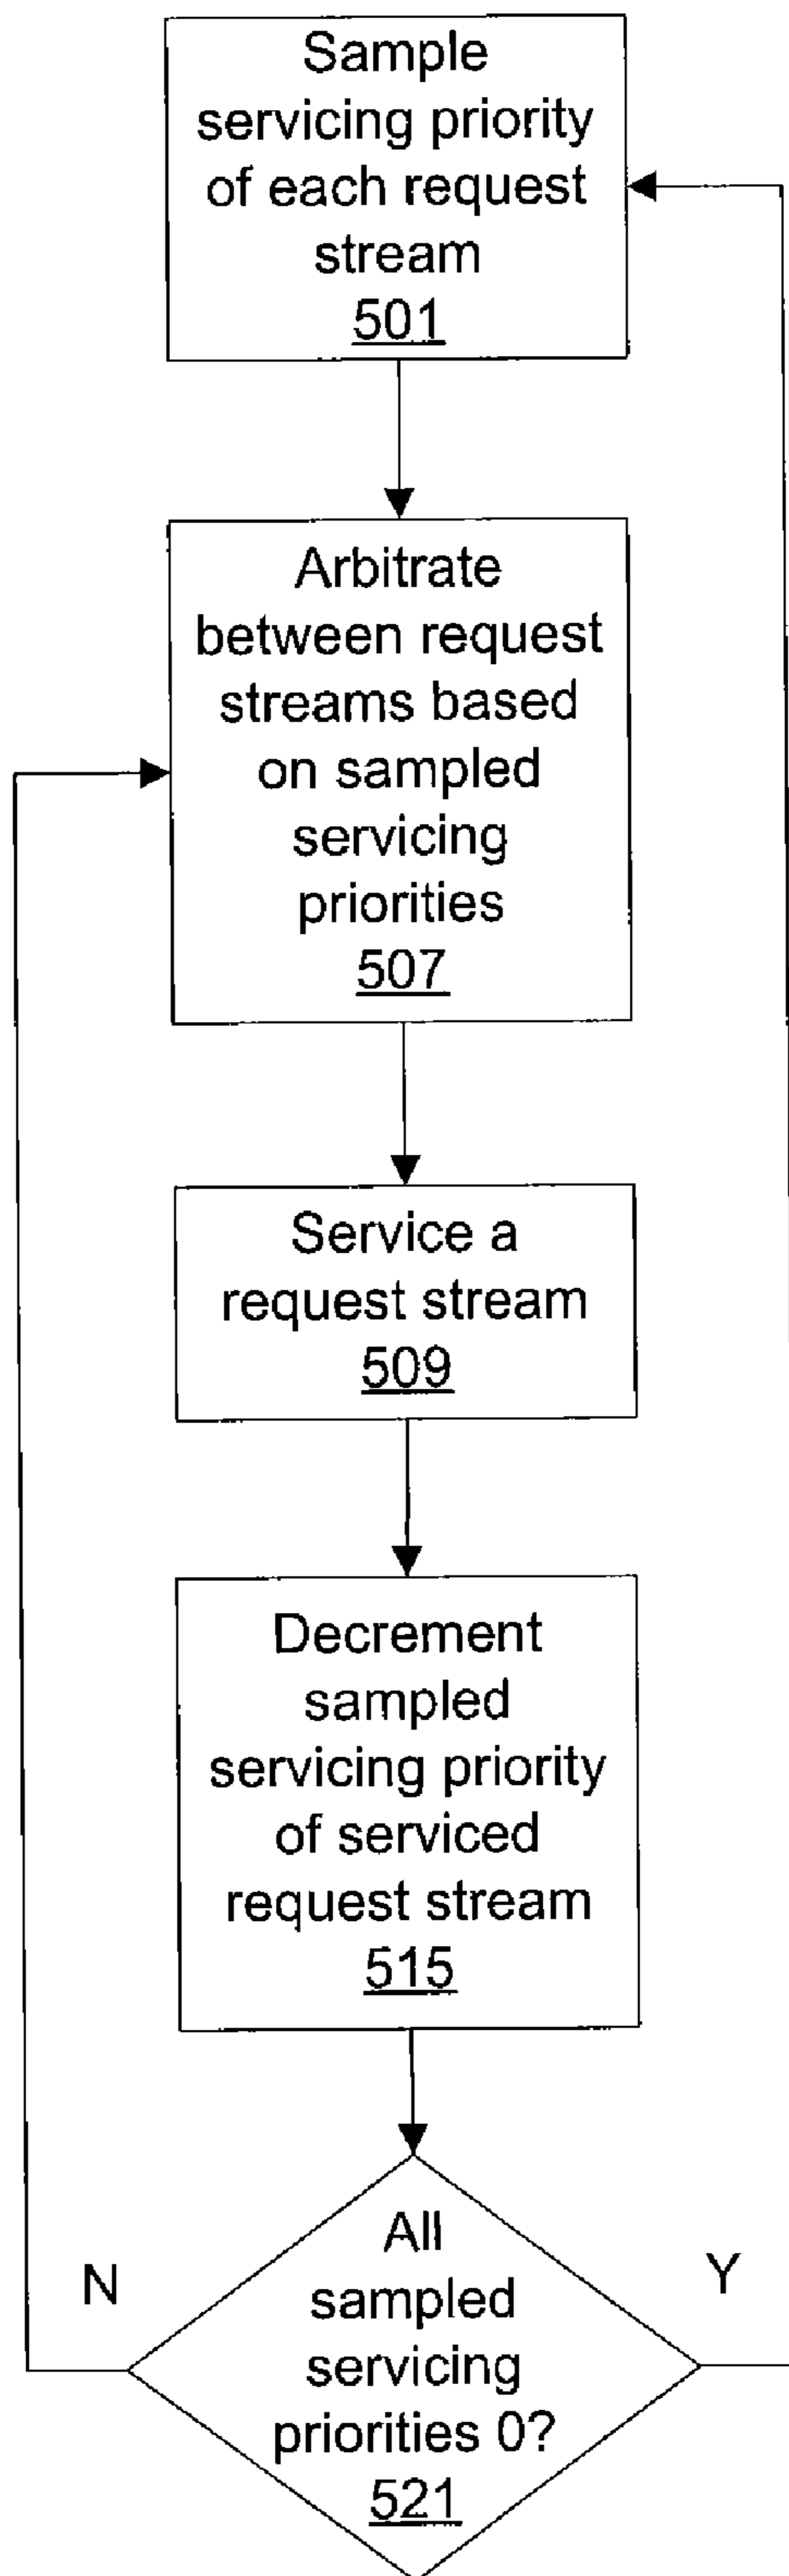 Sample
servicing priority
of each request
stream
501
Arbitrate
between request
streams based
on sampled
servicing
priorities
507
Service a
request stream
509
Decrement
sampled
servicing priority
of serviced
request stream
515
All
sampled
servicing
priorities 0?
521
N
Y